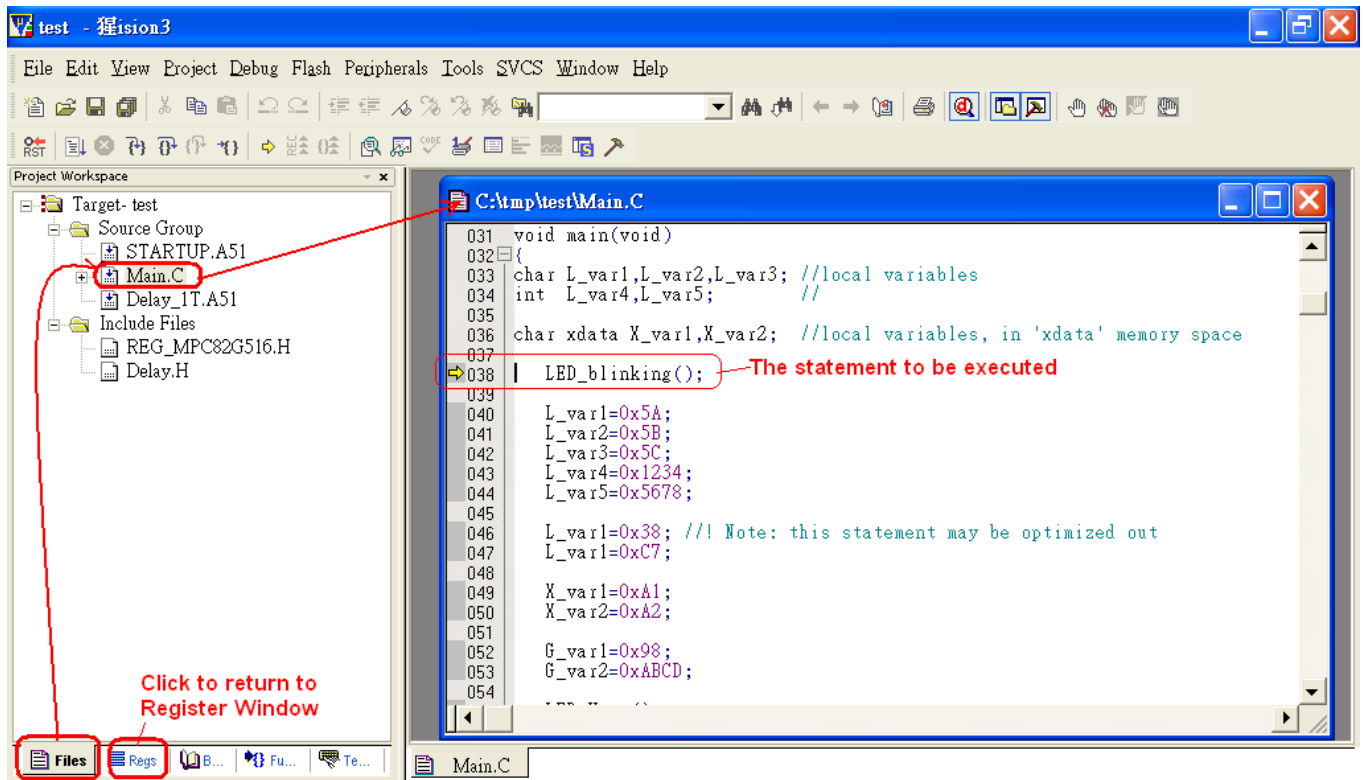 test - 猩ision3
File Edit View Project Debug Flash Peripherals Tools SVCS Window Help
RST
CODE
Project Workspace
Target- test
Source Group
STARTUP.A51
Main.C
Delay_1T.A51
Include Files
REG_MPC82G516.H
Delay.H
Click to return to
Register Window
Files Regs B... Fu... Te...
C:\tmp\test\Main.C
031 void main(void)
032 {
033 char L_var1,L_var2,L_var3; //local variables
034 int L_var4,L_var5; //
035
036 char xdata X_var1,X_var2; //local variables, in 'xdata' memory space
037
038 LED_blinking(); The statement to be executed
039
040 L_var1=0x5A;
041 L_var2=0x5B;
042 L_var3=0x5C;
043 L_var4=0x1234;
044 L_var5=0x5678;
045
046 L_var1=0x38; //! Note: this statement may be optimized out
047 L_var1=0xC7;
048
049 X_var1=0xA1;
050 X_var2=0xA2;
051
052 G_var1=0x98;
053 G_var2=0xABCD;
054
Main.C